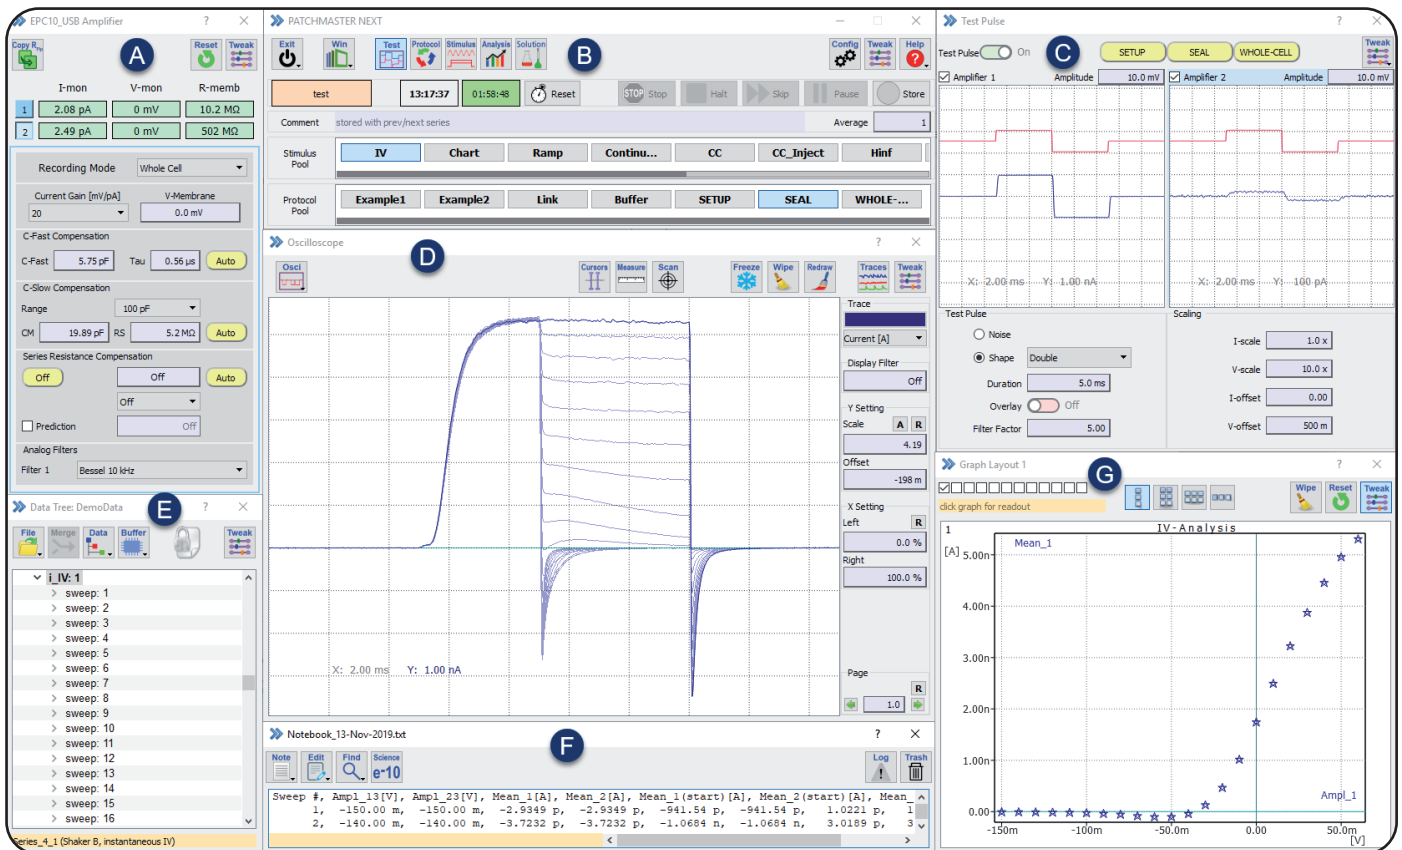 EPC10_USB Amplifier ? ×
Copy R
A
Reset Tweak
I-mon V-mon R-memb
1 2.08 pA 0 mV 10.2 MΩ
2 2.49 pA 0 mV 502 MΩ
Recording Mode Whole Cell
Current Gain [mV/pA] V-Membrane
20 0.0 mV
C-Fast Compensation
C-Fast 5.75 pF Tau 0.56 µs Auto
C-Slow Compensation
Range 100 pF
CM 19.89 pF RS 5.2 MΩ Auto
Series Resistance Compensation
Off Off Auto
Off
Prediction Off
Analog Filters
Filter 1 Bessel 10 kHz
PATCHMASTER NEXT
Exit Win Test Protocol Stimulus Analysis Solution B Config Tweak Help
test 13:17:37 01:58:48 Reset STOP Stop Halt Skip Pause Store
Comment stored with prev/next series Average 1
Stimulus Pool IV Chart Ramp Continu... CC CC_Inject Hinf
Protocol Pool Example1 Example2 Link Buffer SETUP SEAL WHOLE-...
Test Pulse ? ×
Test Pulse On C SETUP SEAL WHOLE-CELL Tweak
Amplifier 1 Amplitude 10.0 mV Amplifier 2 Amplitude 10.0 mV
X: 2.00 ms Y: 1.00 nA X: 2.00 ms Y: 100 pA
Test Pulse Scaling
Noise
Shape Double
Duration 5.0 ms
Overlay Off
Filter Factor 5.00
I-scale 1.0 x
V-scale 10.0 x
I-offset 0.00
V-offset 500 m
Oscilloscope D ? ×
Osci Cursors Measure Scan Freeze Wipe Redraw Traces Tweak
Trace
Current [A]
Display Filter
Off
Y Setting
Scale A R
4.19
Offset
-198 m
X Setting
Left R
0.0 %
Right
100.0 %
Page
R
1.0
X: 2.00 ms Y: 1.00 nA
Data Tree: DemoData E ? ×
File Merge Data Buffer Tweak
i_IV: 1
sweep: 1
sweep: 2
sweep: 3
sweep: 4
sweep: 5
sweep: 6
sweep: 7
sweep: 8
sweep: 9
sweep: 10
sweep: 11
sweep: 12
sweep: 13
sweep: 14
sweep: 15
sweep: 16
Series_4_1 (Shaker B, instantaneous IV)
Notebook_13-Nov-2019.txt F ? ×
Note Edit Find Science e-10 Log Trash
Sweep #, Ampl_13[V], Ampl_23[V], Mean_1[A], Mean_2[A], Mean_1(start)[A], Mean_2(start)[A], Mean_
1, -150.00 m, -150.00 m, -2.9349 p, -2.9349 p, -941.54 p, -941.54 p, 1.0221 p, 1
2, -140.00 m, -140.00 m, -3.7232 p, -3.7232 p, -1.0684 n, -1.0684 n, 3.0189 p, 3
Graph Layout 1 G ? ×
click graph for readout Wipe Reset Tweak
1 IV-Analysis
[A] Mean_1
5.00n
4.00n
3.00n
2.00n
1.00n
0.00
Ampl_1
-150m -100m -50.0m 0.00 50.0m
[V]